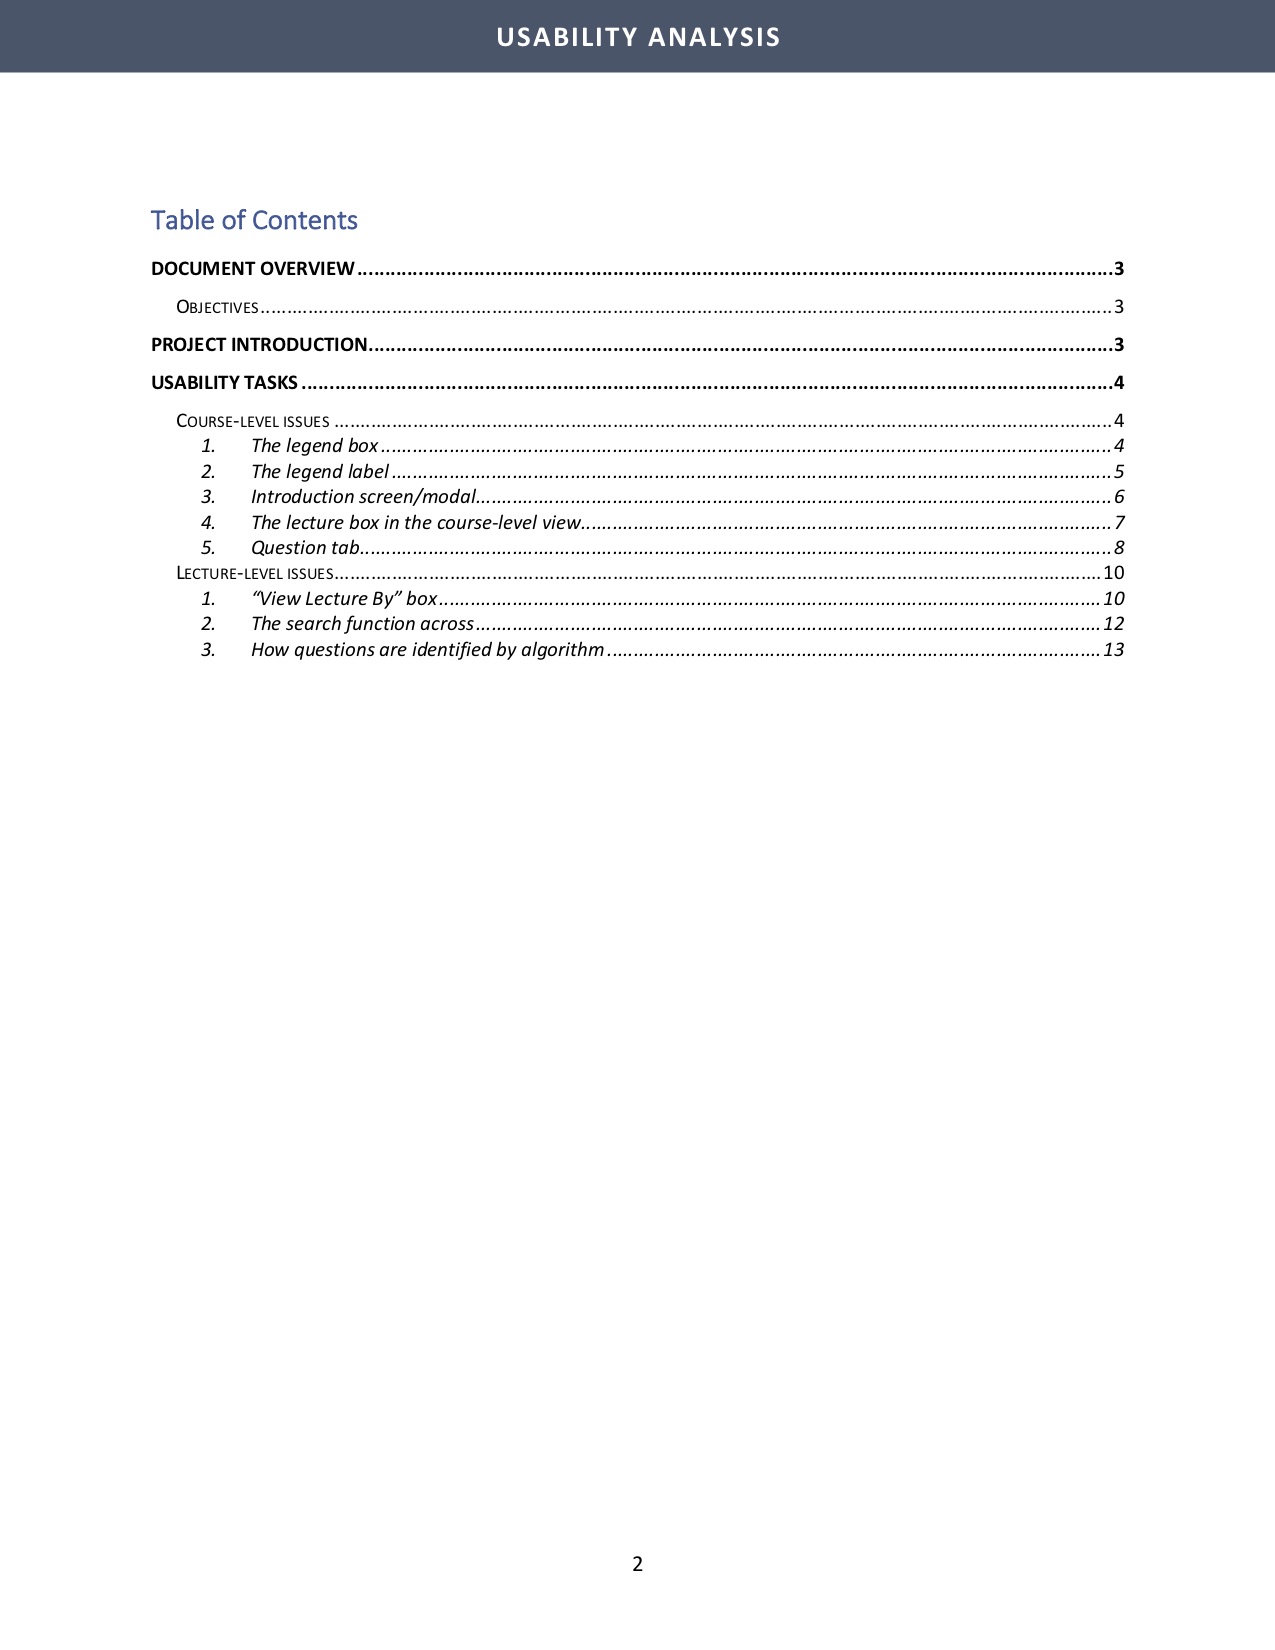 USABILITY ANALYSIS
Table of Contents
DOCUMENT OVERVIEW ........................................................................................................................................3
OBJECTIVES..................................................................................................................................................................3
PROJECT INTRODUCTION......................................................................................................................................3
USABILITY TASKS ..................................................................................................................................................4
COURSE-LEVEL ISSUES ....................................................................................................................................................4
1. The legend box ............................................................................................................................................4
2. The legend label ..........................................................................................................................................5
3. Introduction screen/modal.........................................................................................................................6
4. The lecture box in the course-level view.....................................................................................................7
5. Question tab................................................................................................................................................8
LECTURE-LEVEL ISSUES..................................................................................................................................................10
1. “View Lecture By” box ..............................................................................................................................10
2. The search function across.......................................................................................................................12
3. How questions are identified by algorithm ..............................................................................................13
2